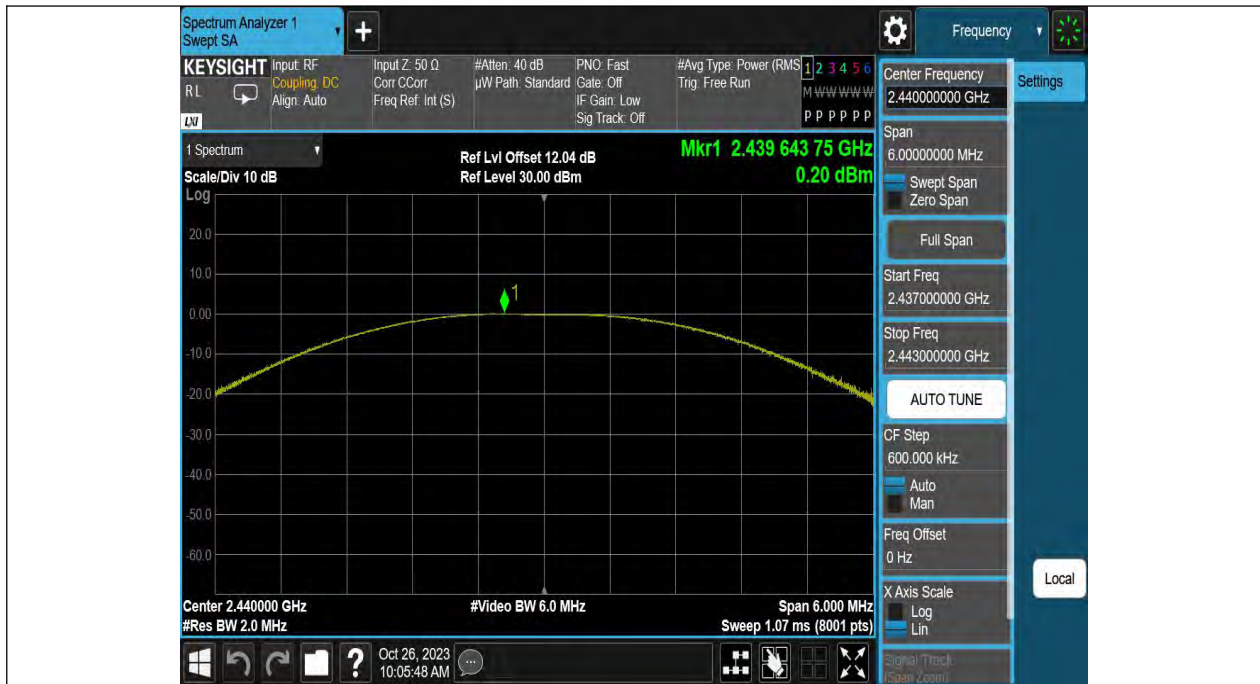 Spectrum Analyzer 1
Swept SA
+
Frequency
KEYSIGHT
R L
LXI
Input: RF
Coupling: DC
Align: Auto
Input Z: 50 Ω
Corr CCorr
Freq Ref: Int (S)
#Atten: 40 dB
µW Path: Standard
PNO: Fast
Gate: Off
IF Gain: Low
Sig Track: Off
#Avg Type: Power (RMS
Trig: Free Run
1 2 3 4 5 6
M W W W W W
P P P P P P
1 Spectrum
Scale/Div 10 dB
Ref Lvl Offset 12.04 dB
Ref Level 30.00 dBm
Mkr1 2.439 643 75 GHz
0.20 dBm
Log
20.0
10.0
0.00
-10.0
-20.0
-30.0
-40.0
-50.0
-60.0
1
Center 2.440000 GHz
#Res BW 2.0 MHz
#Video BW 6.0 MHz
Span 6.000 MHz
Sweep 1.07 ms (8001 pts)
?
Oct 26, 2023
10:05:48 AM
Center Frequency
2.440000000 GHz
Span
6.00000000 MHz
Swept Span
Zero Span
Full Span
Start Freq
2.437000000 GHz
Stop Freq
2.443000000 GHz
AUTO TUNE
CF Step
600.000 kHz
Auto
Man
Freq Offset
0 Hz
X Axis Scale
Log
Lin
Signal Track
(Span Zoom)
Settings
Local